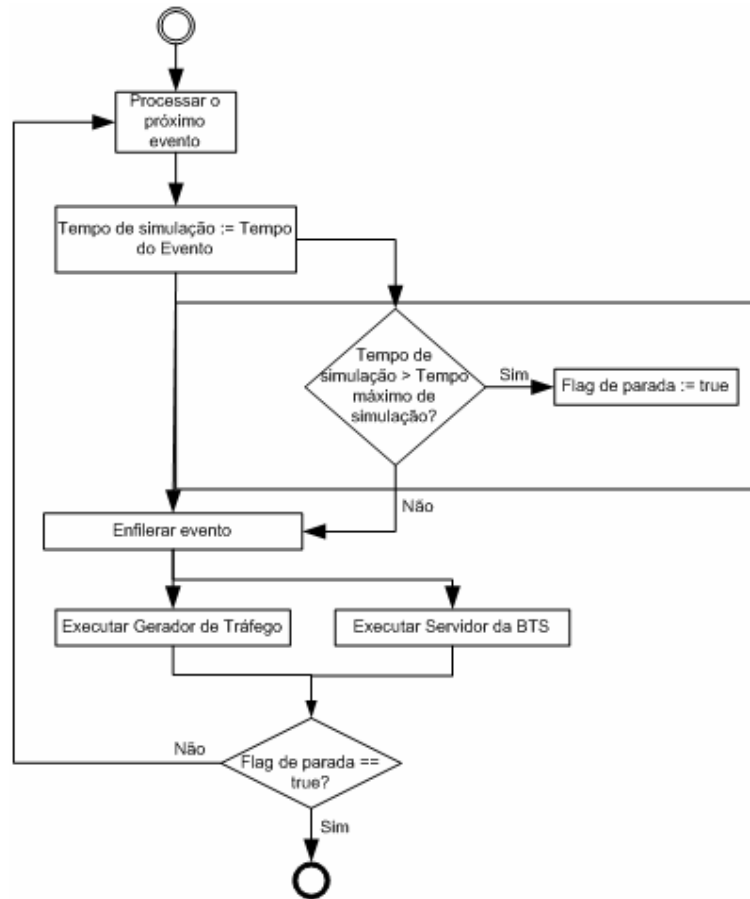 Processar o
próximo
evento
Tempo de simulação := Tempo
do Evento
Tempo de
simulação > Tempo
máximo de
simulação?
Sim
Flag de parada := true
Não
Enfilerar evento
Executar Gerador de Tráfego
Executar Servidor da BTS
Não
Flag de parada ==
true?
Sim